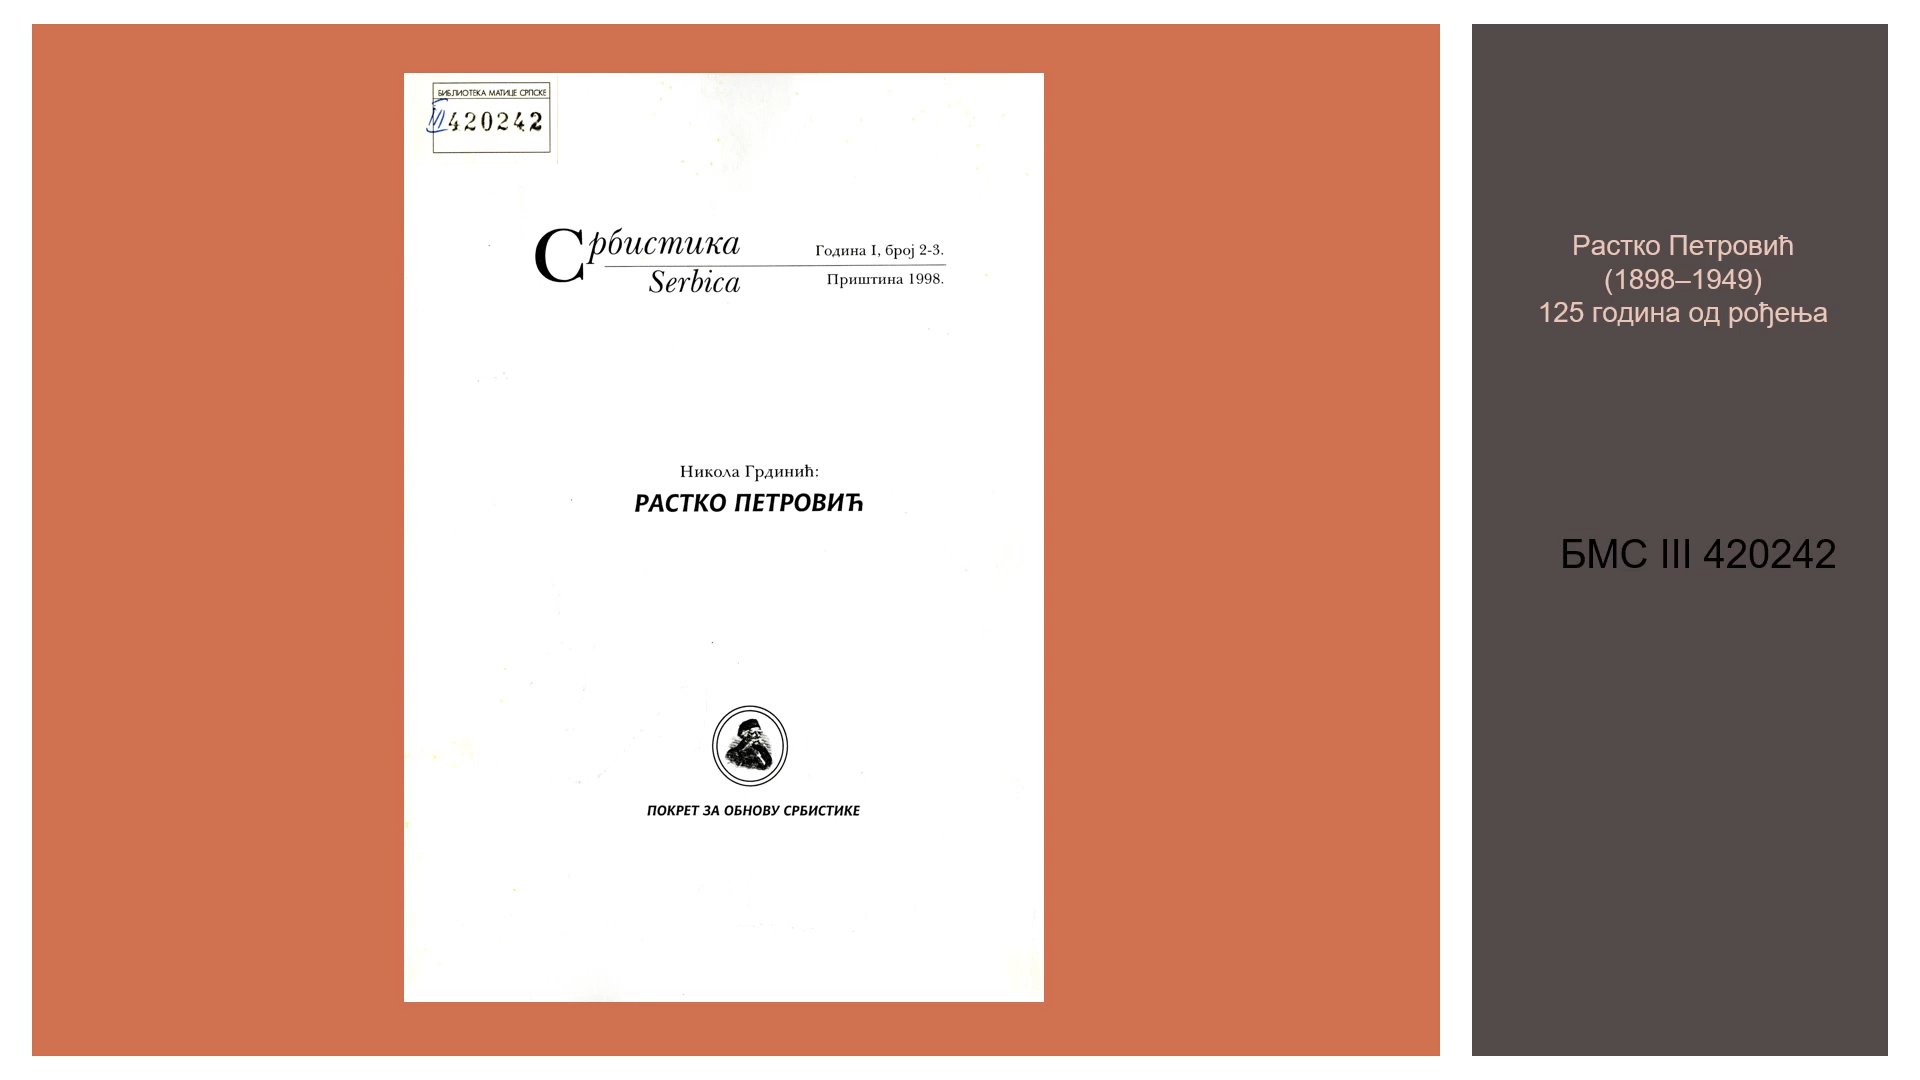 БИБЛИОТЕКА МАТИЦЕ СРПСКЕ
III 420242
Србистика
Serbica
Година I, број 2-3.
Приштина 1998.
Никола Грдинић:
РАСТКО ПЕТРОВИЋ
ПОКРЕТ ЗА ОБНОВУ СРБИСТИКЕ
Растко Петровић
(1898–1949)
125 година од рођења
БМС III 420242